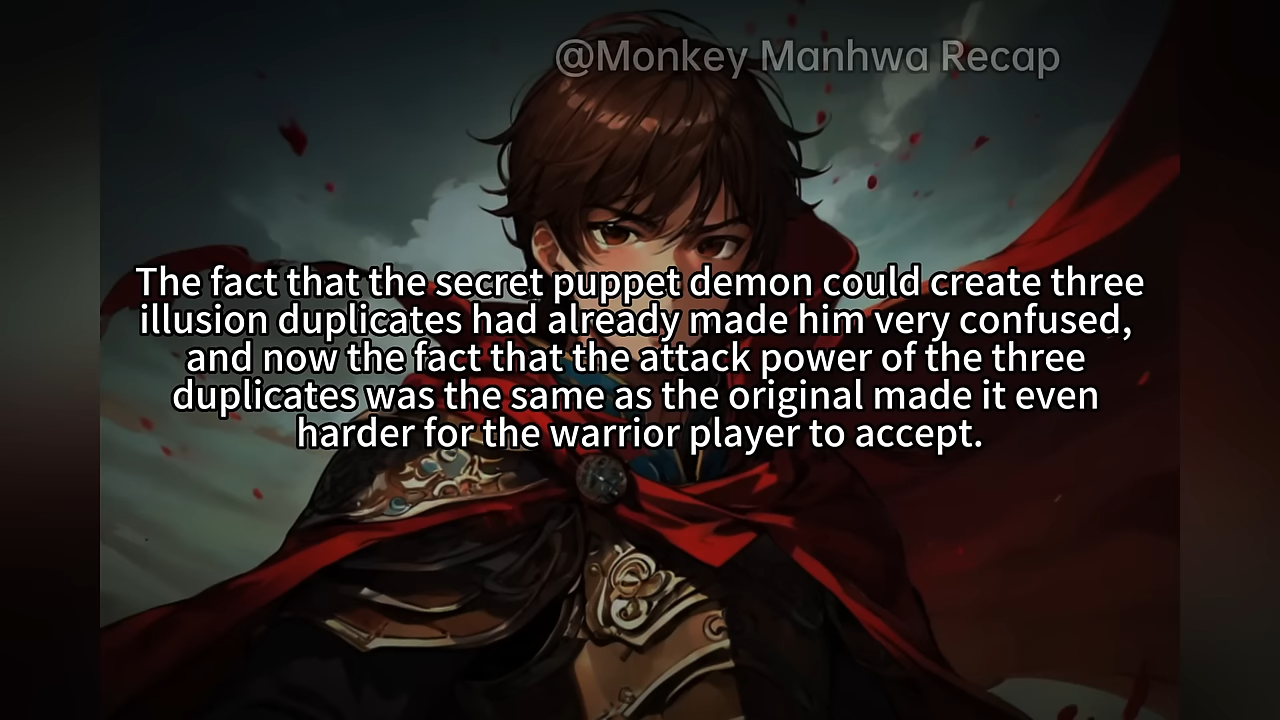 @Monkey Manhwa Recap
The fact that the secret puppet demon could create three
illusion duplicates had already made him very confused,
and now the fact that the attack power of the three
duplicates was the same as the original made it even
harder for the warrior player to accept.